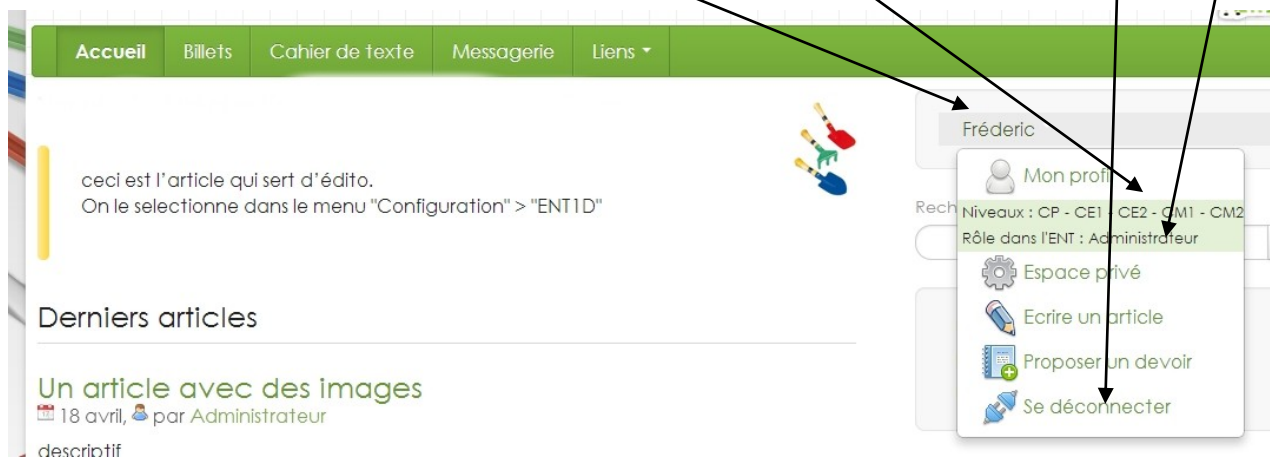 Accueil Billets Cahier de texte Messagerie Liens
Fréderic
ceci est l'article qui sert d'édito.
On le selectionne dans le menu "Configuration" > "ENT1D"
Mon profil
Rech
Niveaux : CP - CE1 - CE2 - CM1 - CM2
Rôle dans l'ENT : Administrateur
Espace privé
Ecrire un article
Proposer un devoir
Se déconnecter
Derniers articles
Un article avec des images
18 avril, par Administrateur
descriptif